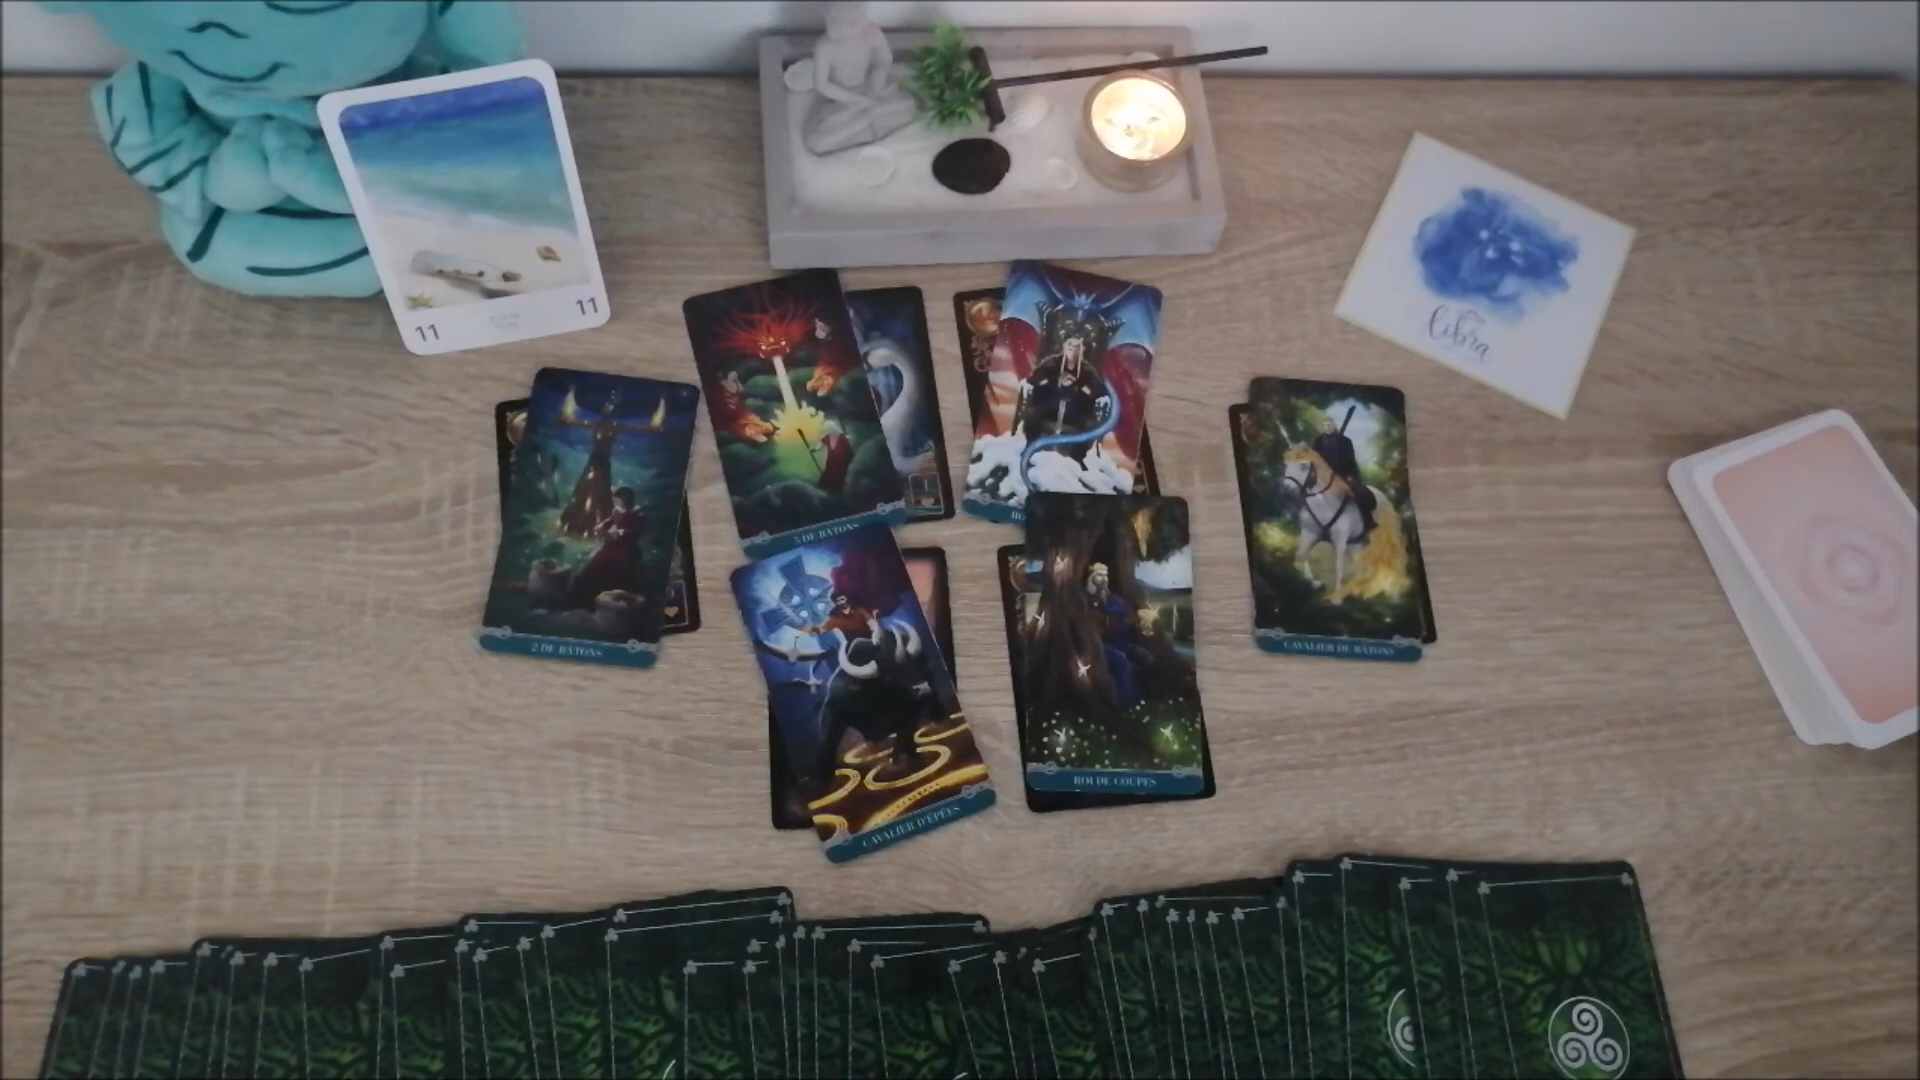 11
11
libra
5 DE BÂTONS
2 DE BÂTONS
CAVALIER DE BÂTONS
ROI DE COUPES
CAVALIER D'ÉPÉES